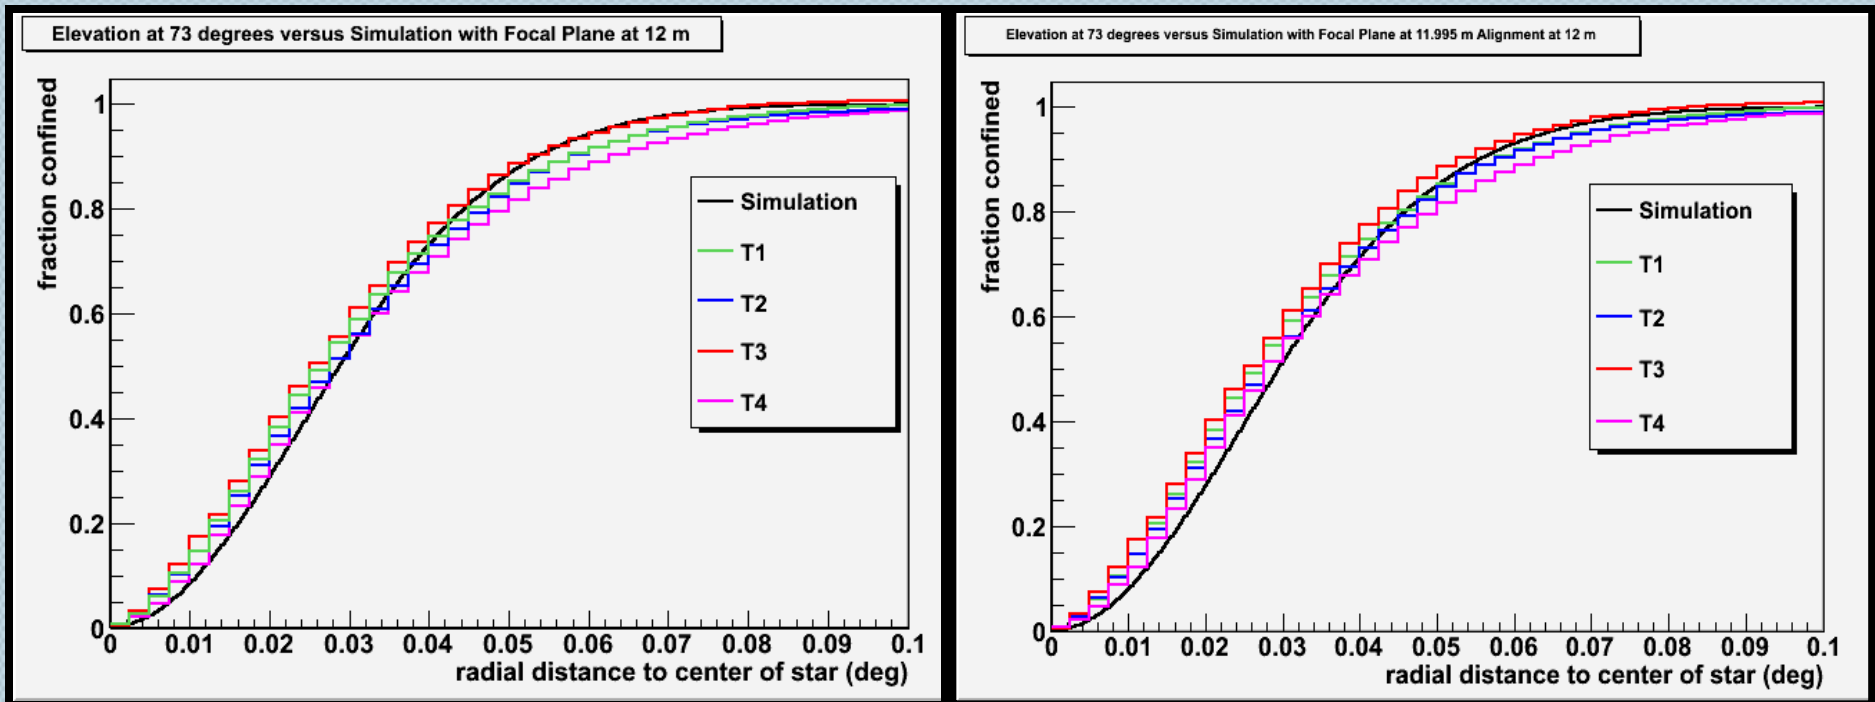 Elevation at 73 degrees versus Simulation with Focal Plane at 12 m
fraction confined
1
0.8
0.6
0.4
0.2
0
0.01 0.02 0.03 0.04 0.05 0.06 0.07 0.08 0.09 0.1
radial distance to center of star (deg)
Simulation
T1
T2
T3
T4
Elevation at 73 degrees versus Simulation with Focal Plane at 11.995 m Alignment at 12 m
fraction confined
1
0.8
0.6
0.4
0.2
0
0 0.01 0.02 0.03 0.04 0.05 0.06 0.07 0.08 0.09 0.1
radial distance to center of star (deg)
Simulation
T1
T2
T3
T4